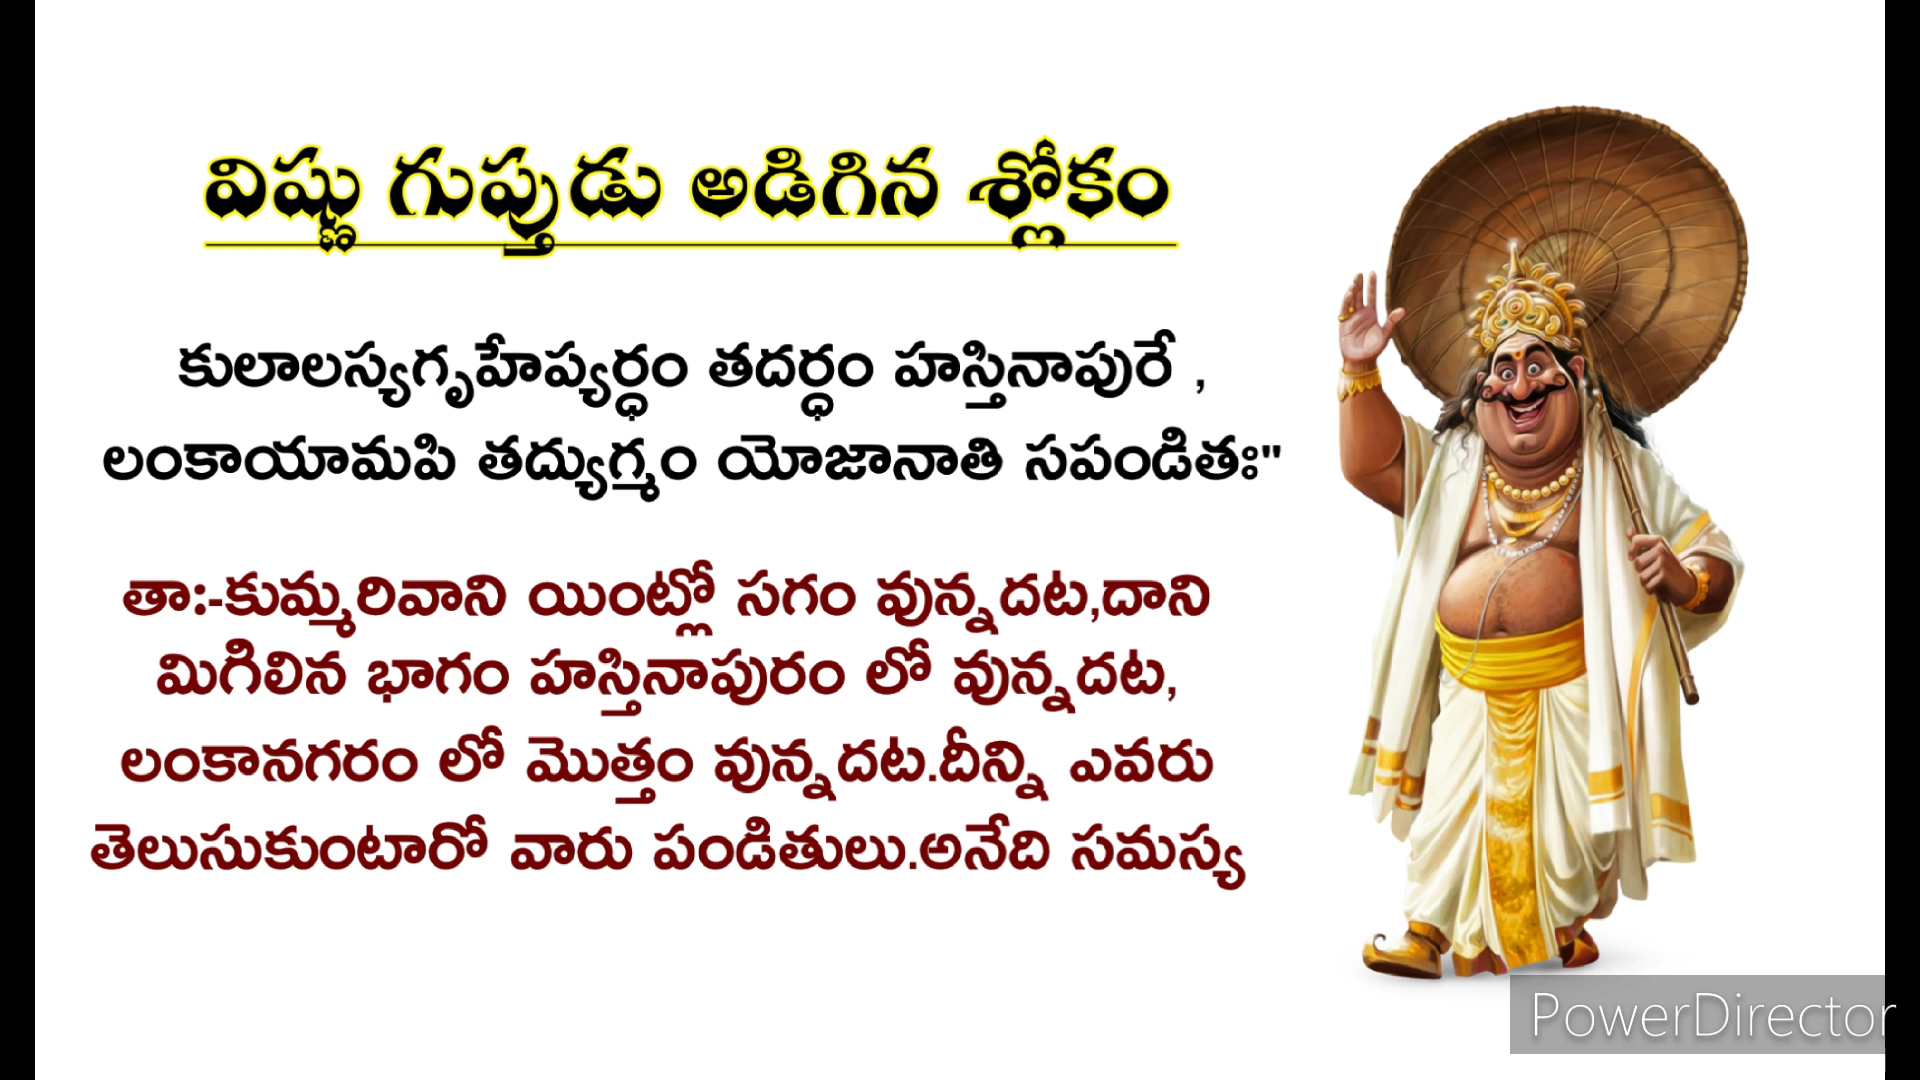 విష్ణు గుప్తుడు అడిగిన శ్లోకం
కులాలస్యగృహేప్యర్ధం తదర్ధం హస్తినాపురే ,
లంకాయామపి తద్యుగ్మం యోజానాతి సపండితః"
తా:-కుమ్మరివాని యింట్లో సగం వున్నదట,దాని
మిగిలిన భాగం హస్తినాపురం లో వున్నదట,
లంకానగరం లో మొత్తం వున్నదట.దీన్ని ఎవరు
తెలుసుకుంటారో వారు పండితులు.అనేది సమస్య
PowerDirector